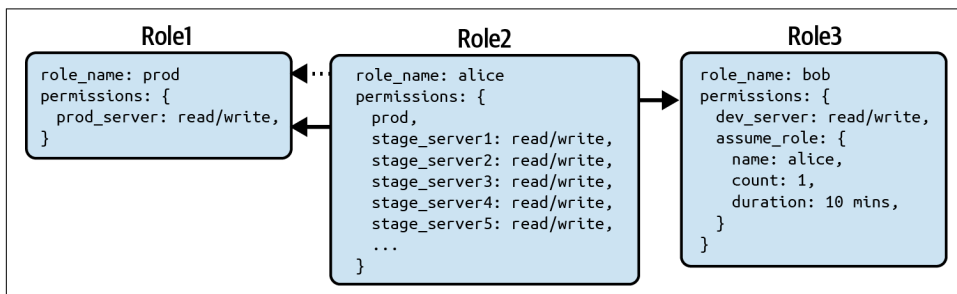 Role1
role_name: prod
permissions: {
prod_server: read/write,
}
Role2
role_name: alice
permissions: {
prod,
stage_server1: read/write,
stage_server2: read/write,
stage_server3: read/write,
stage_server4: read/write,
stage_server5: read/write,
...
}
Role3
role_name: bob
permissions: {
dev_server: read/write,
assume_role: {
name: alice,
count: 1,
duration: 10 mins,
}
}